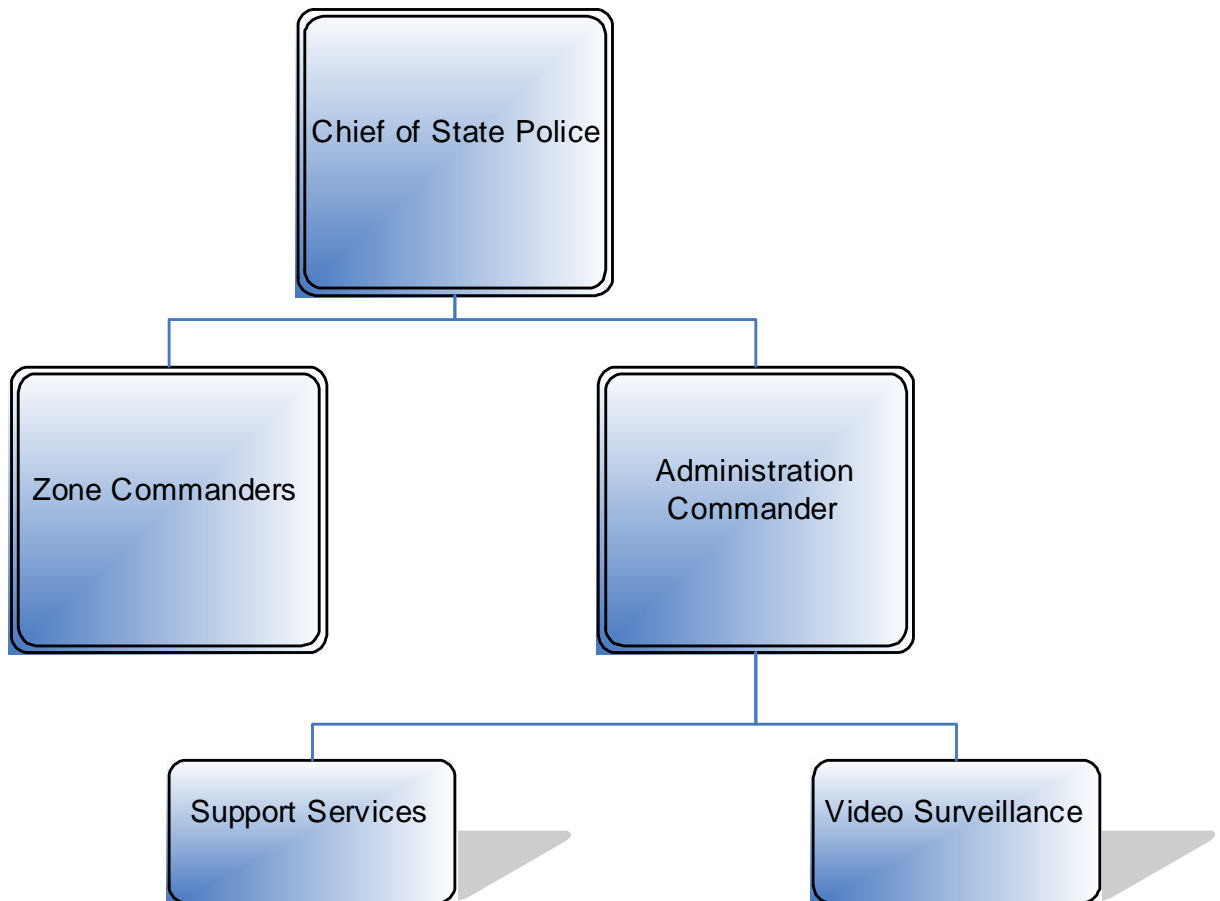 Chief of State Police
Zone Commanders
Administration
Commander
Support Services
Video Surveillance